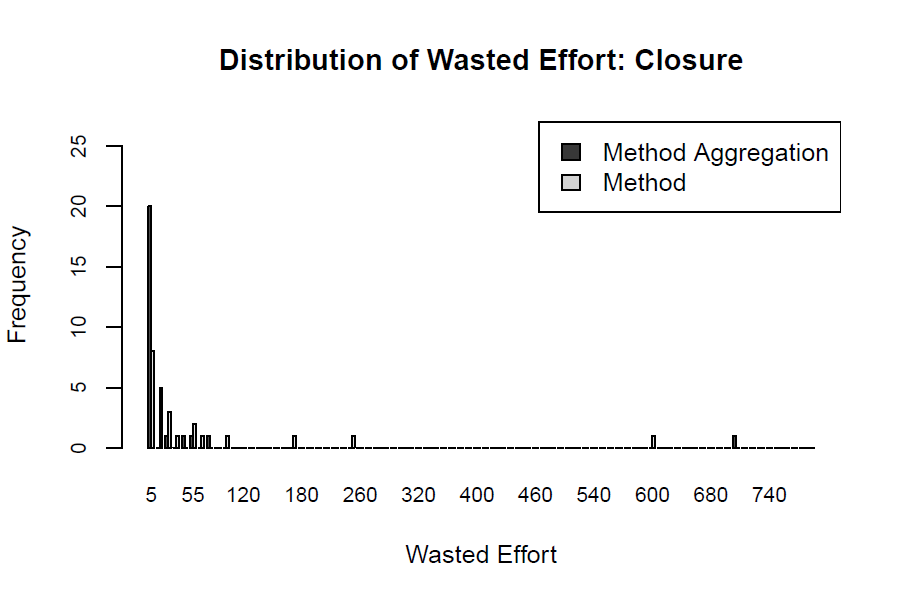 Distribution of Wasted Effort: Closure
Method Aggregation
Method
Frequency
25
20
15
10
5
0
5 55 120 180 260 320 400 460 540 600 680 740
Wasted Effort